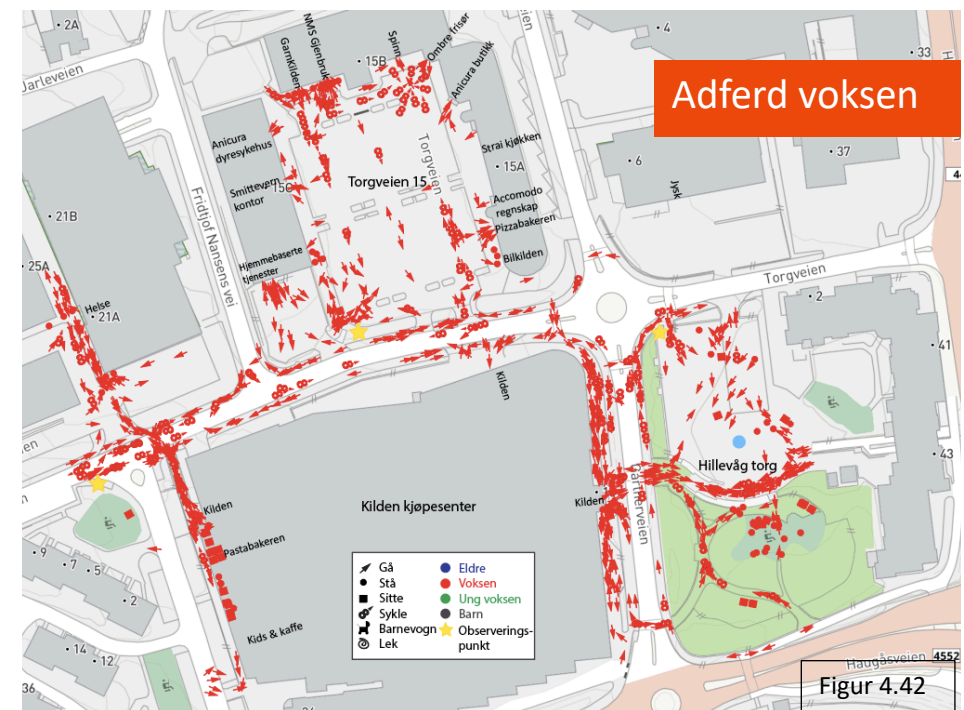 Adferd voksen
2A
Jarleveien
GarnKilden
NMS Gjenbruk
15B
Spinn
Ombre frisør
Anicura butikk
4
33
Anicura
dyresykehus
Smittevern
kontor
15C
Torgveien 15
Torgveien
Strai kjøkken
15A
6
37
Jysk
44
21B
Fridtjof Nansens vei
Accomodo
regnskap
Pizzabakeren
Bilkilden
Hjemmebaserte
tjenester
25A
Helse
21A
Torgveien
2
41
Kilden
Hillevåg torg
43
Kilden
Kilden
Gartnerveien
Kilden kjøpesenter
Pastabakeren
9
7
5
2
Kids & kaffe
14
12
36
Gå
Stå
Sitte
Sykle
Barnevogn
Lek
Eldre
Voksen
Ung voksen
Barn
Observerings-
punkt
Haugåsveien
4552
Figur 4.42